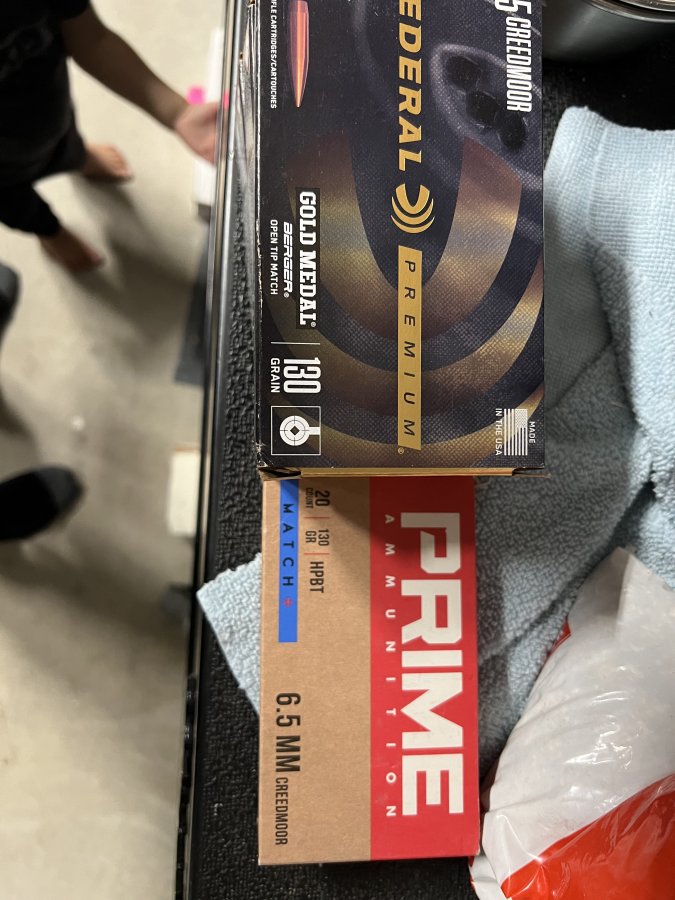 5 CREEDMOOR
FEDERAL
PREMIUM®
GOLD MEDAL®
BERGER®
OPEN TIP MATCH
130
GRAIN
MADE
IN THE USA
PRIME
AMMUNITION
20
COUNT
130
GR
HPBT
MATCH+
6.5 MM CREEDMOOR
CARTRIDGES/CARTOUCHES